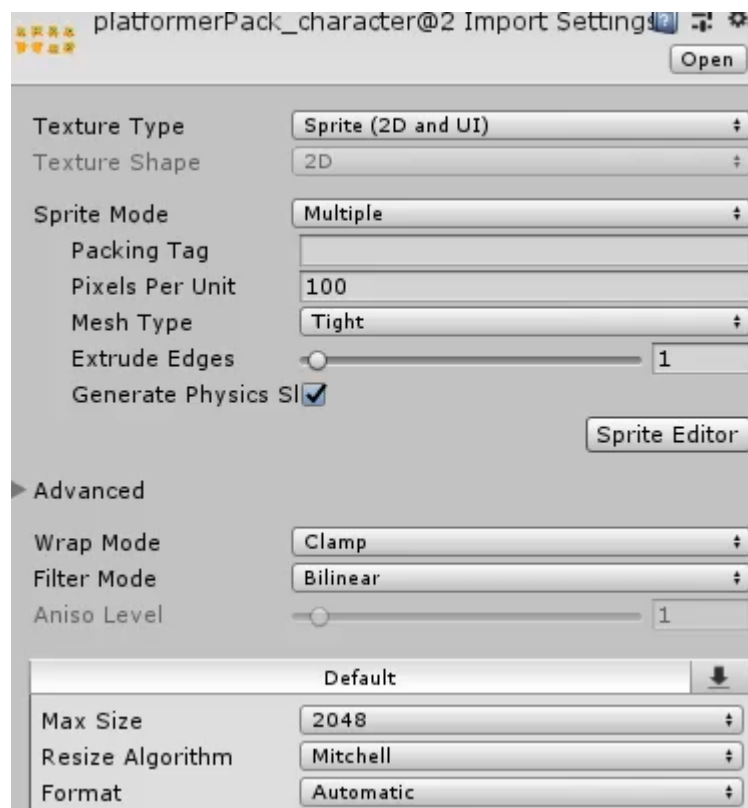 platformerPack_character@2 Import Settings
Open
Texture Type Sprite (2D and UI)
Texture Shape 2D
Sprite Mode Multiple
Packing Tag
Pixels Per Unit 100
Mesh Type Tight
Extrude Edges 1
Generate Physics Sl
Sprite Editor
Advanced
Wrap Mode Clamp
Filter Mode Bilinear
Aniso Level 1
Default
Max Size 2048
Resize Algorithm Mitchell
Format Automatic